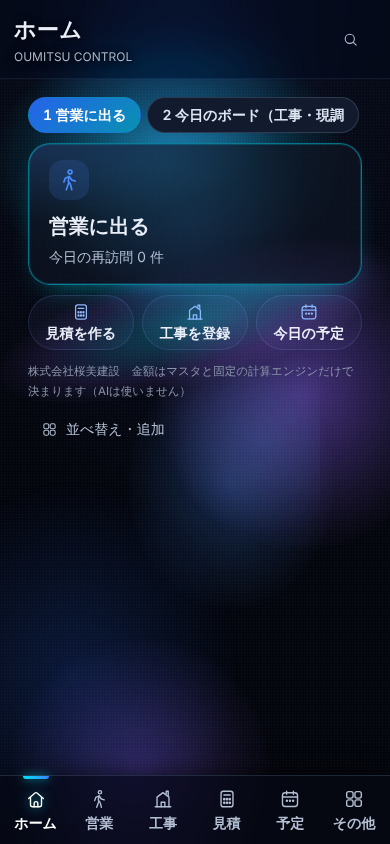 ホーム
OUMITSU CONTROL
1 営業に出る
2 今日のボード（工事・現調
営業に出る
今日の再訪問 0 件
見積を作る
工事を登録
今日の予定
株式会社桜美建設　金額はマスタと固定の計算エンジンだけで
決まります（AIは使いません）
並べ替え・追加
ホーム
営業
工事
見積
予定
その他